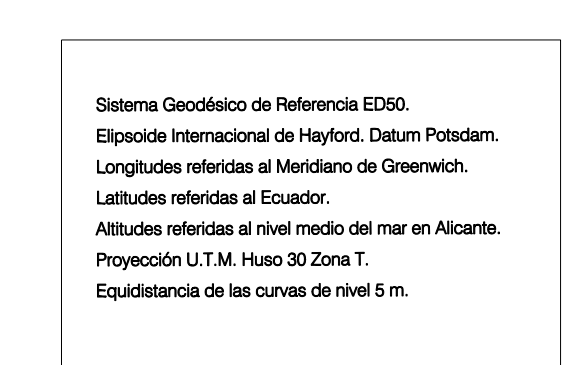 Sistema Geodésico de Referencia ED50.
Elipsoide Internacional de Hayford. Datum Potsdam.
Longitudes referidas al Meridiano de Greenwich.
Latitudes referidas al Ecuador.
Altitudes referidas al nivel medio del mar en Alicante.
Proyección U.T.M. Huso 30 Zona T.
Equidistancia de las curvas de nivel 5 m.